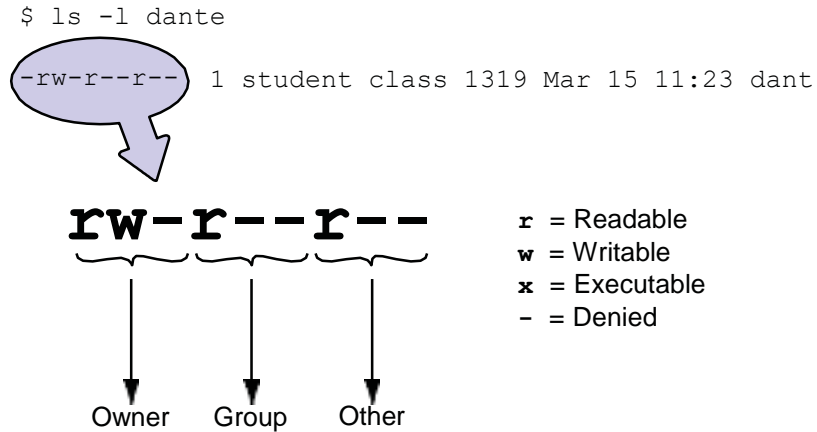 $ ls -l dante
-rw-r--r-- 1 student class 1319 Mar 15 11:23 dant
rw-r--r--
r = Readable
w = Writable
x = Executable
- = Denied
Owner Group Other